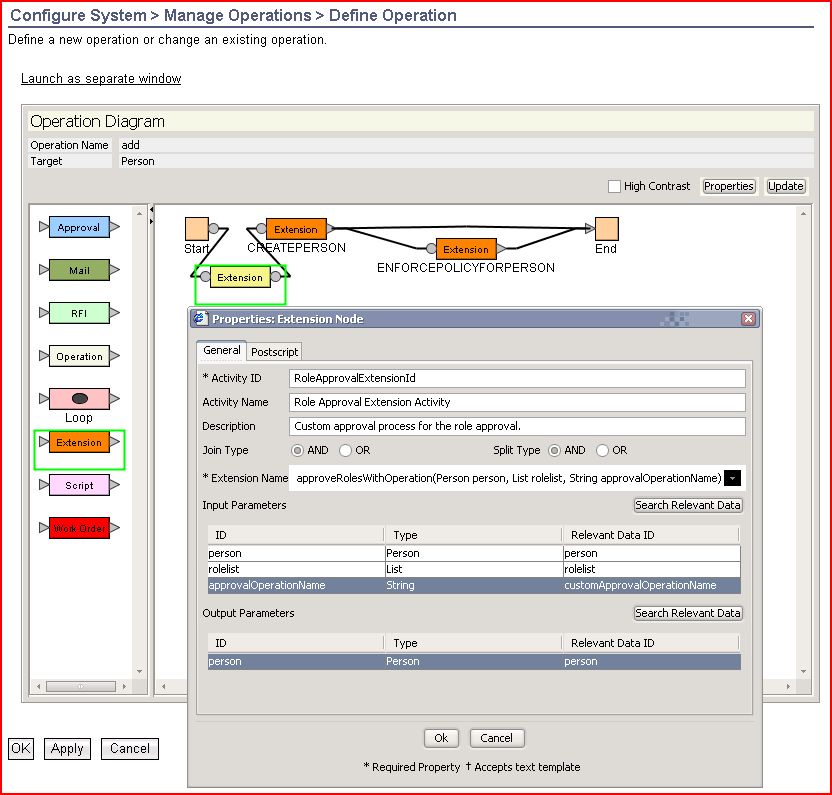 Configure System > Manage Operations > Define Operation
Define a new operation or change an existing operation.
Launch as separate window
Operation Diagram
Operation Name add
Target Person
High Contrast Properties Update
Approval
Mail
RFI
Operation
Loop
Extension
Script
Work Order
Start
Extension
CREATEPERSON
Extension
Extension
ENFORCEPOLICYFORPERSON
End
Properties: Extension Node
General Postscript
* Activity ID RoleApprovalExtensionId
Activity Name Role Approval Extension Activity
Description Custom approval process for the role approval.
Join Type AND OR Split Type AND OR
* Extension Name approveRolesWithOperation(Person person, List rolelist, String approvalOperationName)
Input Parameters Search Relevant Data
ID Type Relevant Data ID
person Person person
rolelist List rolelist
approvalOperationName String customApprovalOperationName
Output Parameters Search Relevant Data
ID Type Relevant Data ID
person Person person
Ok Cancel
* Required Property † Accepts text template
OK Apply Cancel